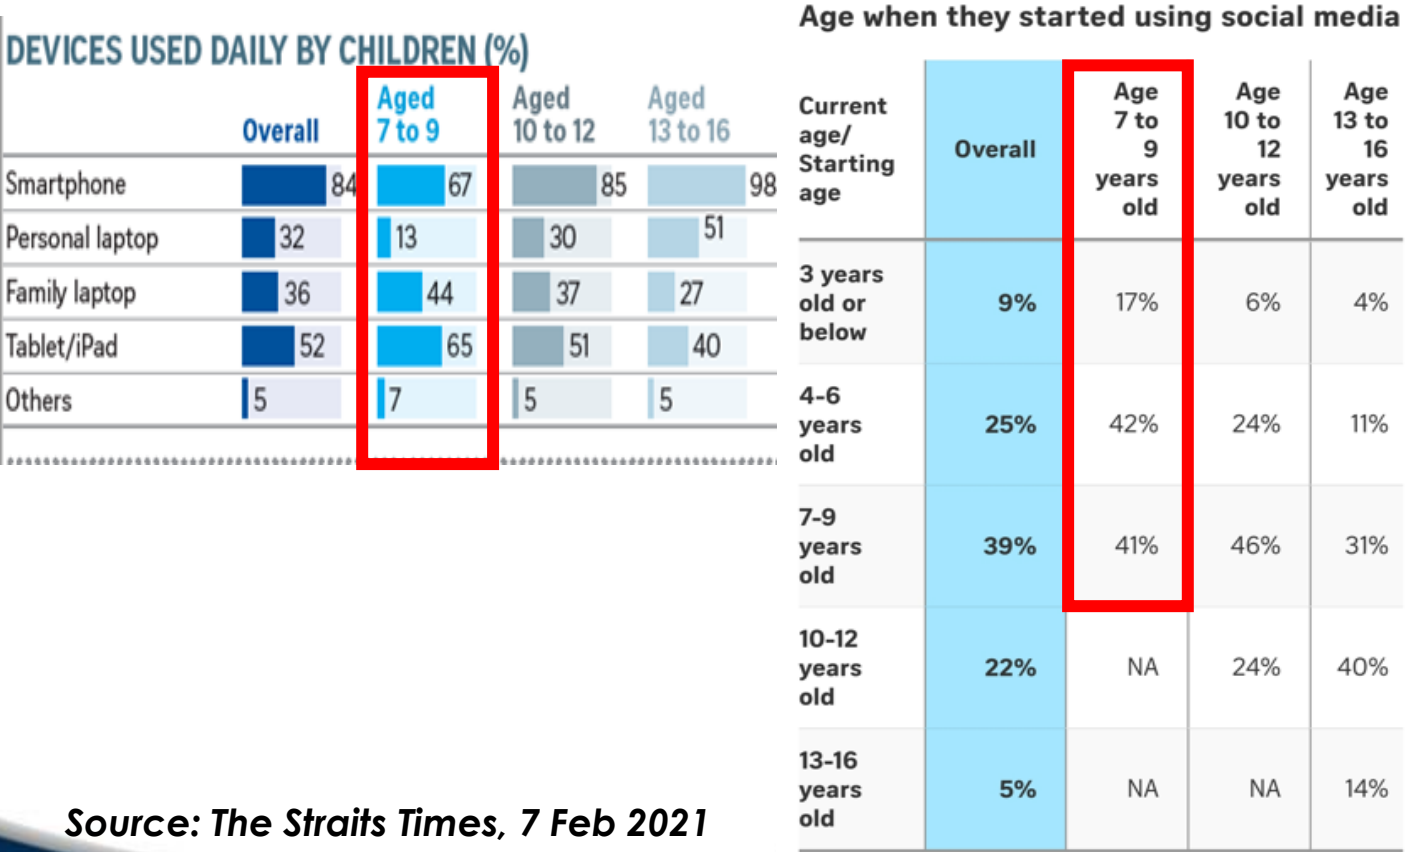 DEVICES USED DAILY BY CHILDREN (%)
Overall
Aged
7 to 9
Aged
10 to 12
Aged
13 to 16
Smartphone 84 67 85 98
Personal laptop 32 13 30 51
Family laptop 36 44 37 27
Tablet/iPad 52 65 51 40
Others 5 7 5 5
Source: The Straits Times, 7 Feb 2021
Age when they started using social media
Current
age/
Starting
age
Overall
Age
7 to
9
years
old
Age
10 to
12
years
old
Age
13 to
16
years
old
3 years
old or
below
9% 17% 6% 4%
4-6
years
old
25% 42% 24% 11%
7-9
years
old
39% 41% 46% 31%
10-12
years
old
22% NA 24% 40%
13-16
years
old
5% NA NA 14%